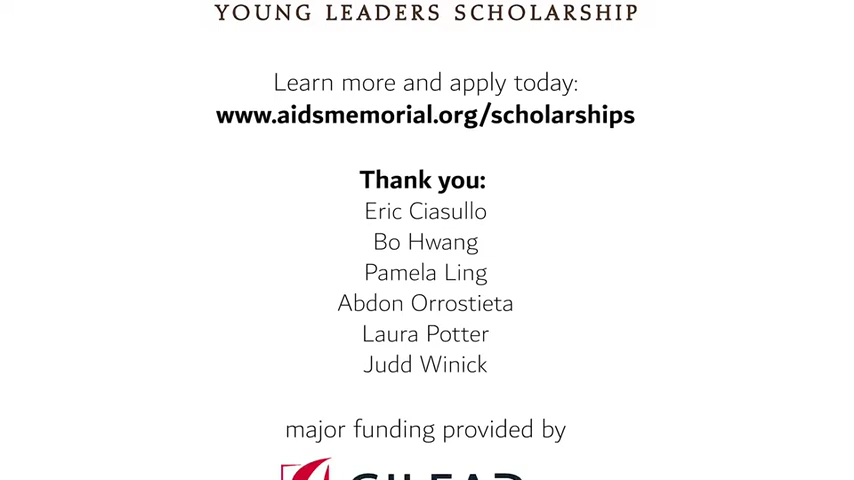 YOUNG LEADERS SCHOLARSHIP
Learn more and apply today:
www.aidsmemorial.org/scholarships
Thank you:
Eric Ciasullo
Bo Hwang
Pamela Ling
Abdon Orrostieta
Laura Potter
Judd Winick
major funding provided by
GILEAD